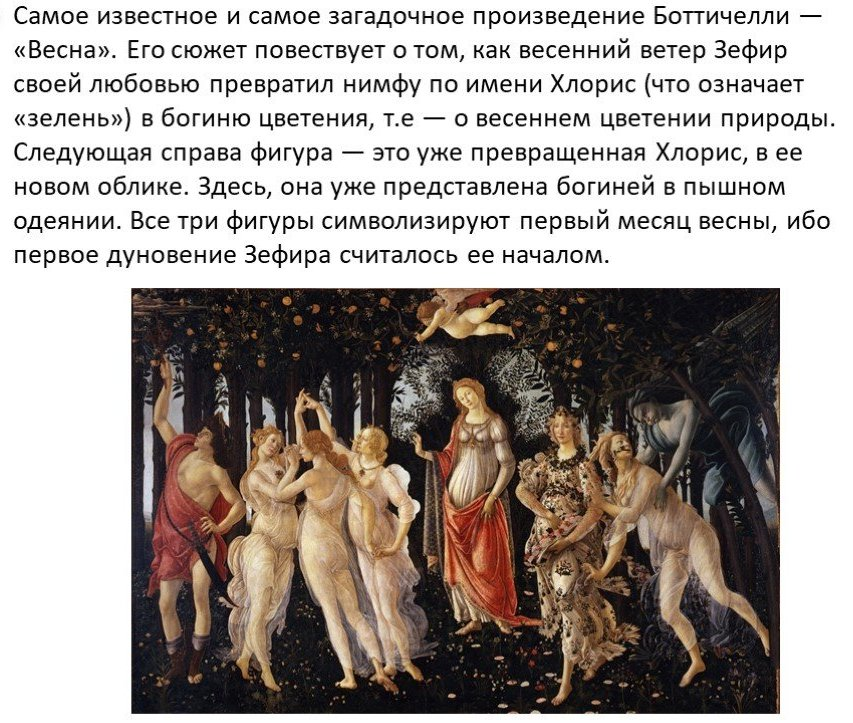 Самое известное и самое загадочное произведение Боттичелли —
«Весна». Его сюжет повествует о том, как весенний ветер Зефир
своей любовью превратил нимфу по имени Хлорис (что означает
«зелень») в богиню цветения, т.е — о весеннем цветении природы.
Следующая справа фигура — это уже превращенная Хлорис, в ее
новом облике. Здесь, она уже представлена богиней в пышном
одеянии. Все три фигуры символизируют первый месяц весны, ибо
первое дуновение Зефира считалось ее началом.